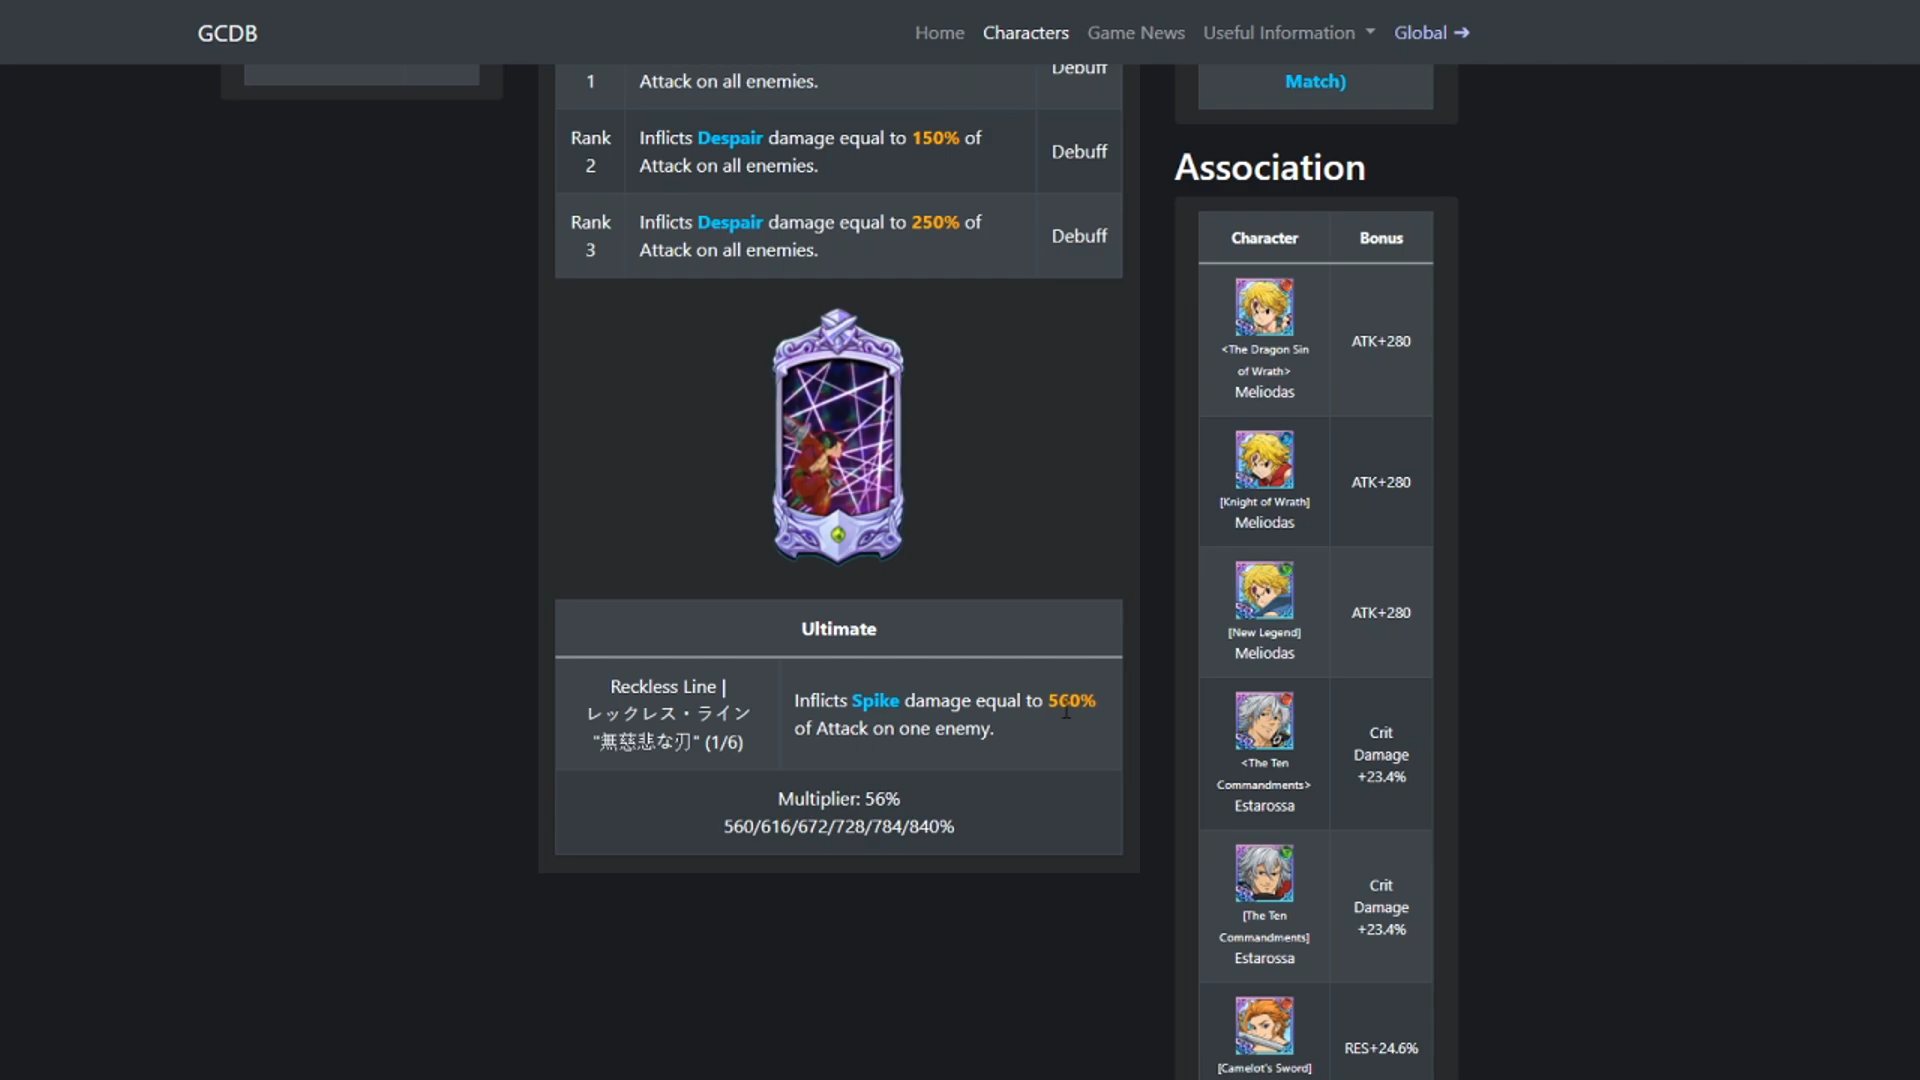 GCDB
Home Characters Game News Useful Information Global →
1 Attack on all enemies. Debuff
Rank 2
Inflicts Despair damage equal to 150% of
Attack on all enemies.
Debuff
Rank 3
Inflicts Despair damage equal to 250% of
Attack on all enemies.
Debuff
Ultimate
Reckless Line |
レックレス・ライン
"無慈悲な刃" (1/6)
Inflicts Spike damage equal to 560%
of Attack on one enemy.
Multiplier: 56%
560/616/672/728/784/840%
Match)
Association
Character Bonus
<The Dragon Sin
of Wrath>
Meliodas
ATK+280
[Knight of Wrath]
Meliodas
ATK+280
[New Legend]
Meliodas
ATK+280
<The Ten
Commandments>
Estarossa
Crit
Damage
+23.4%
[The Ten
Commandments]
Estarossa
Crit
Damage
+23.4%
[Camelot's Sword]
RES+24.6%